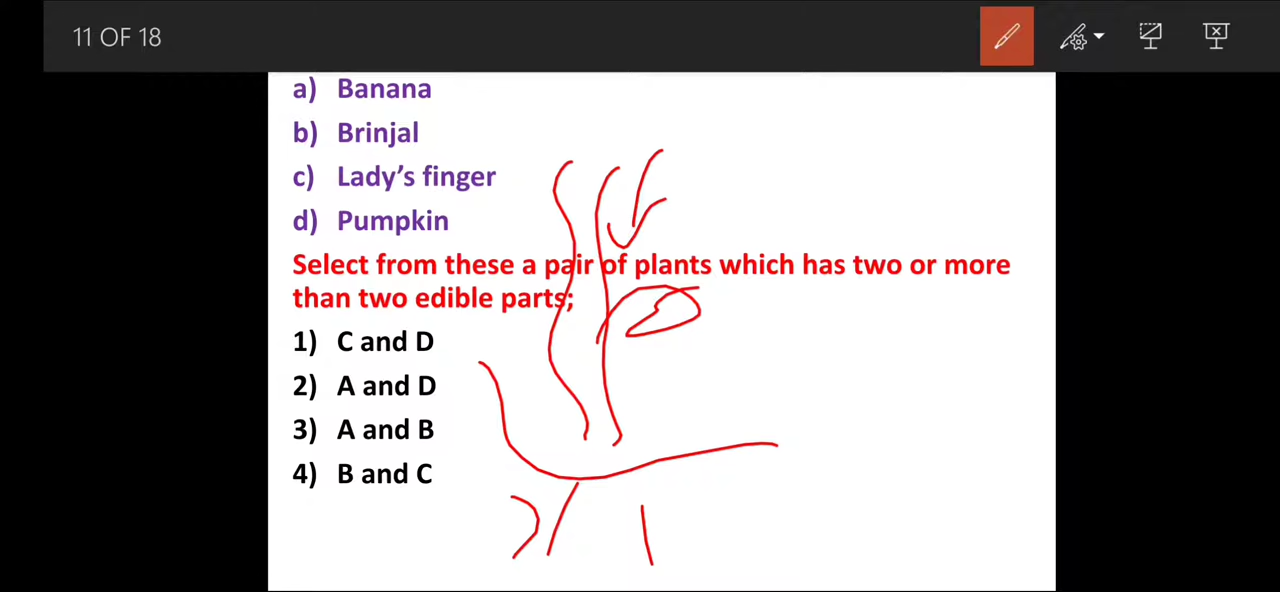 11 OF 18
a) Banana
b) Brinjal
c) Lady’s finger
d) Pumpkin
Select from these a pair of plants which has two or more
than two edible parts;
1) C and D
2) A and D
3) A and B
4) B and C